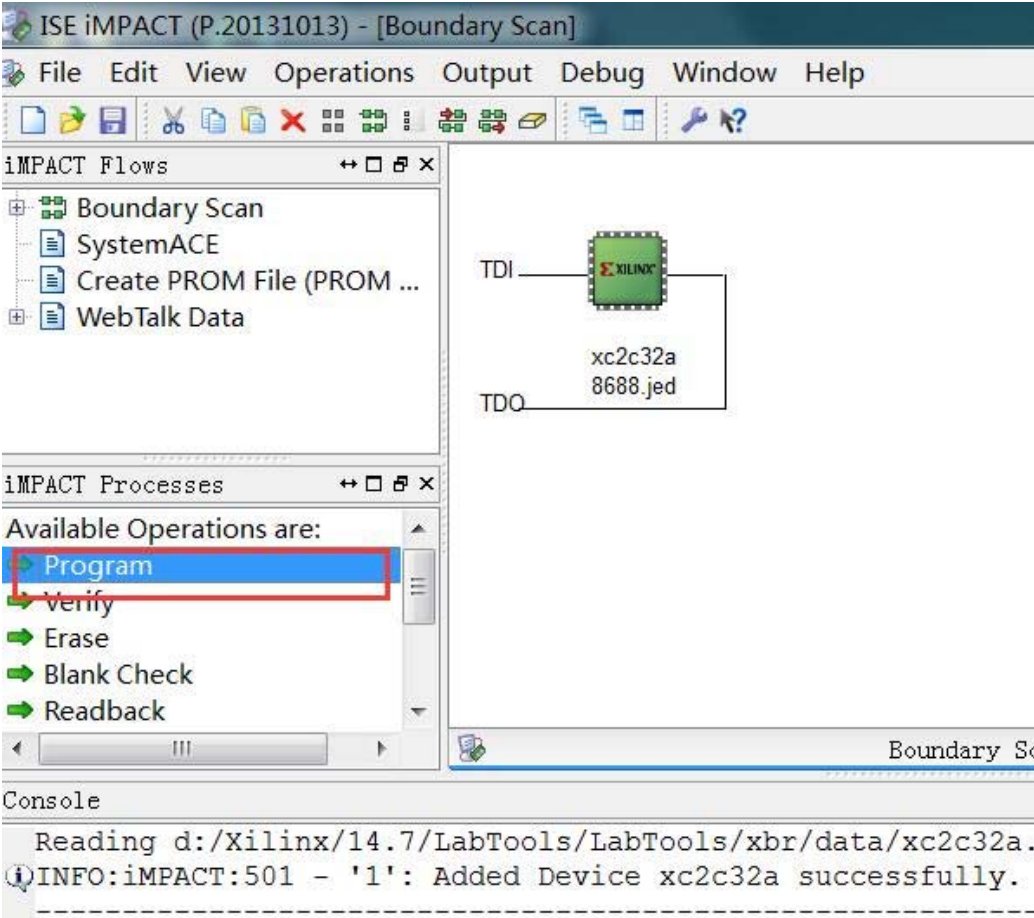 ISE iMPACT (P.20131013) - [Boundary Scan]
File Edit View Operations Output Debug Window Help
iMPACT Flows
Boundary Scan
SystemACE
Create PROM File (PROM ...
WebTalk Data
TDI
XILINX
xc2c32a
8688.jed
TDO
iMPACT Processes
Available Operations are:
Program
Verify
Erase
Blank Check
Readback
Boundary Sc
Console
Reading d:/Xilinx/14.7/LabTools/LabTools/xbr/data/xc2c32a.
INFO:iMPACT:501 - '1': Added Device xc2c32a successfully.
----------------------------------------------------------------------